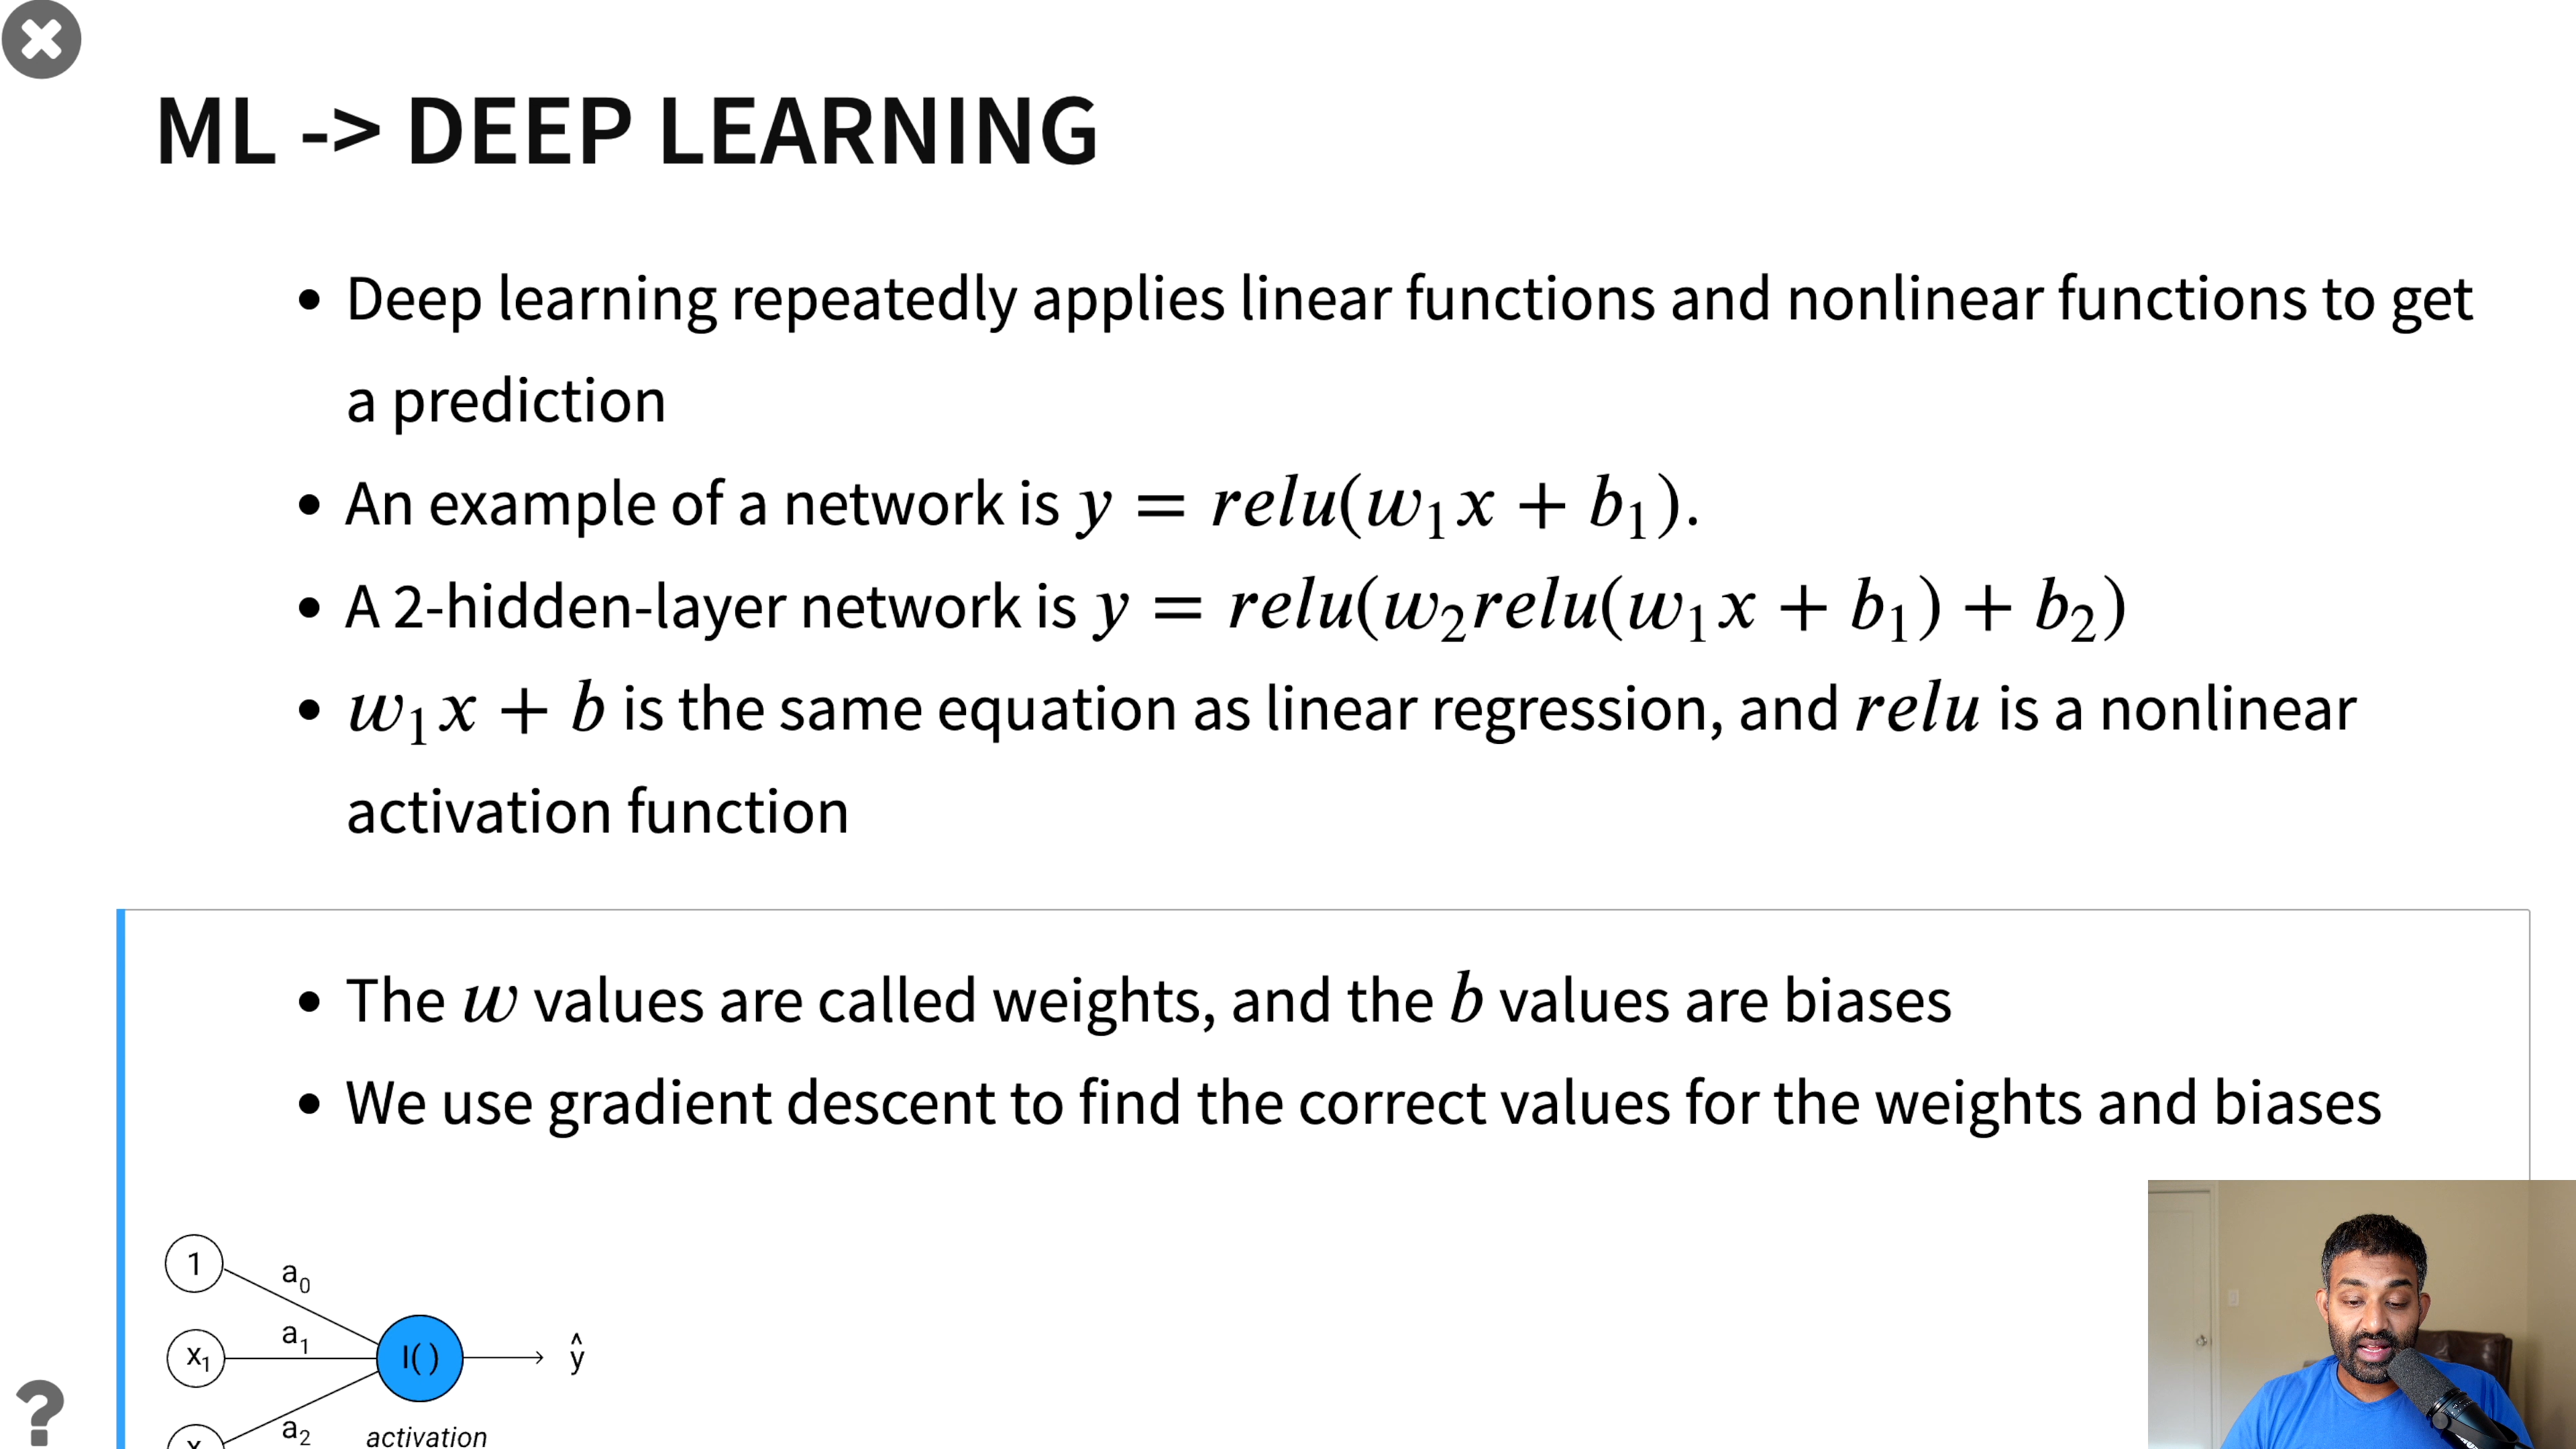 ML -> DEEP LEARNING
• Deep learning repeatedly applies linear functions and nonlinear functions to get
a prediction
• An example of a network is y = relu(w₁x + b₁).
• A 2-hidden-layer network is y = relu(w₂relu(w₁x + b₁) + b₂)
• w₁x + b is the same equation as linear regression, and relu is a nonlinear
activation function
• The w values are called weights, and the b values are biases
• We use gradient descent to find the correct values for the weights and biases
1
a₀
x₁
a₁
I( )
ŷ
a₂
activation
?